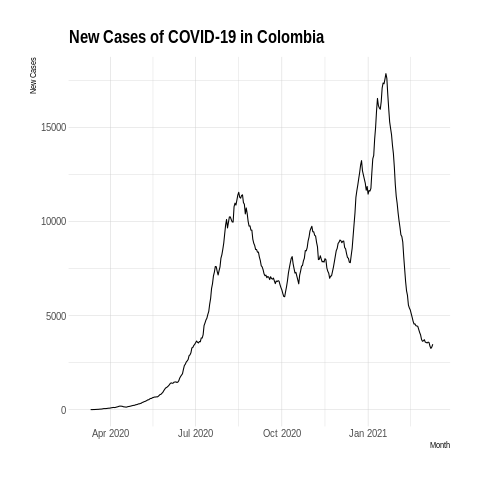 New Cases of COVID-19 in Colombia
New Cases
15000
10000
5000
0
Apr 2020 Jul 2020 Oct 2020 Jan 2021
Month